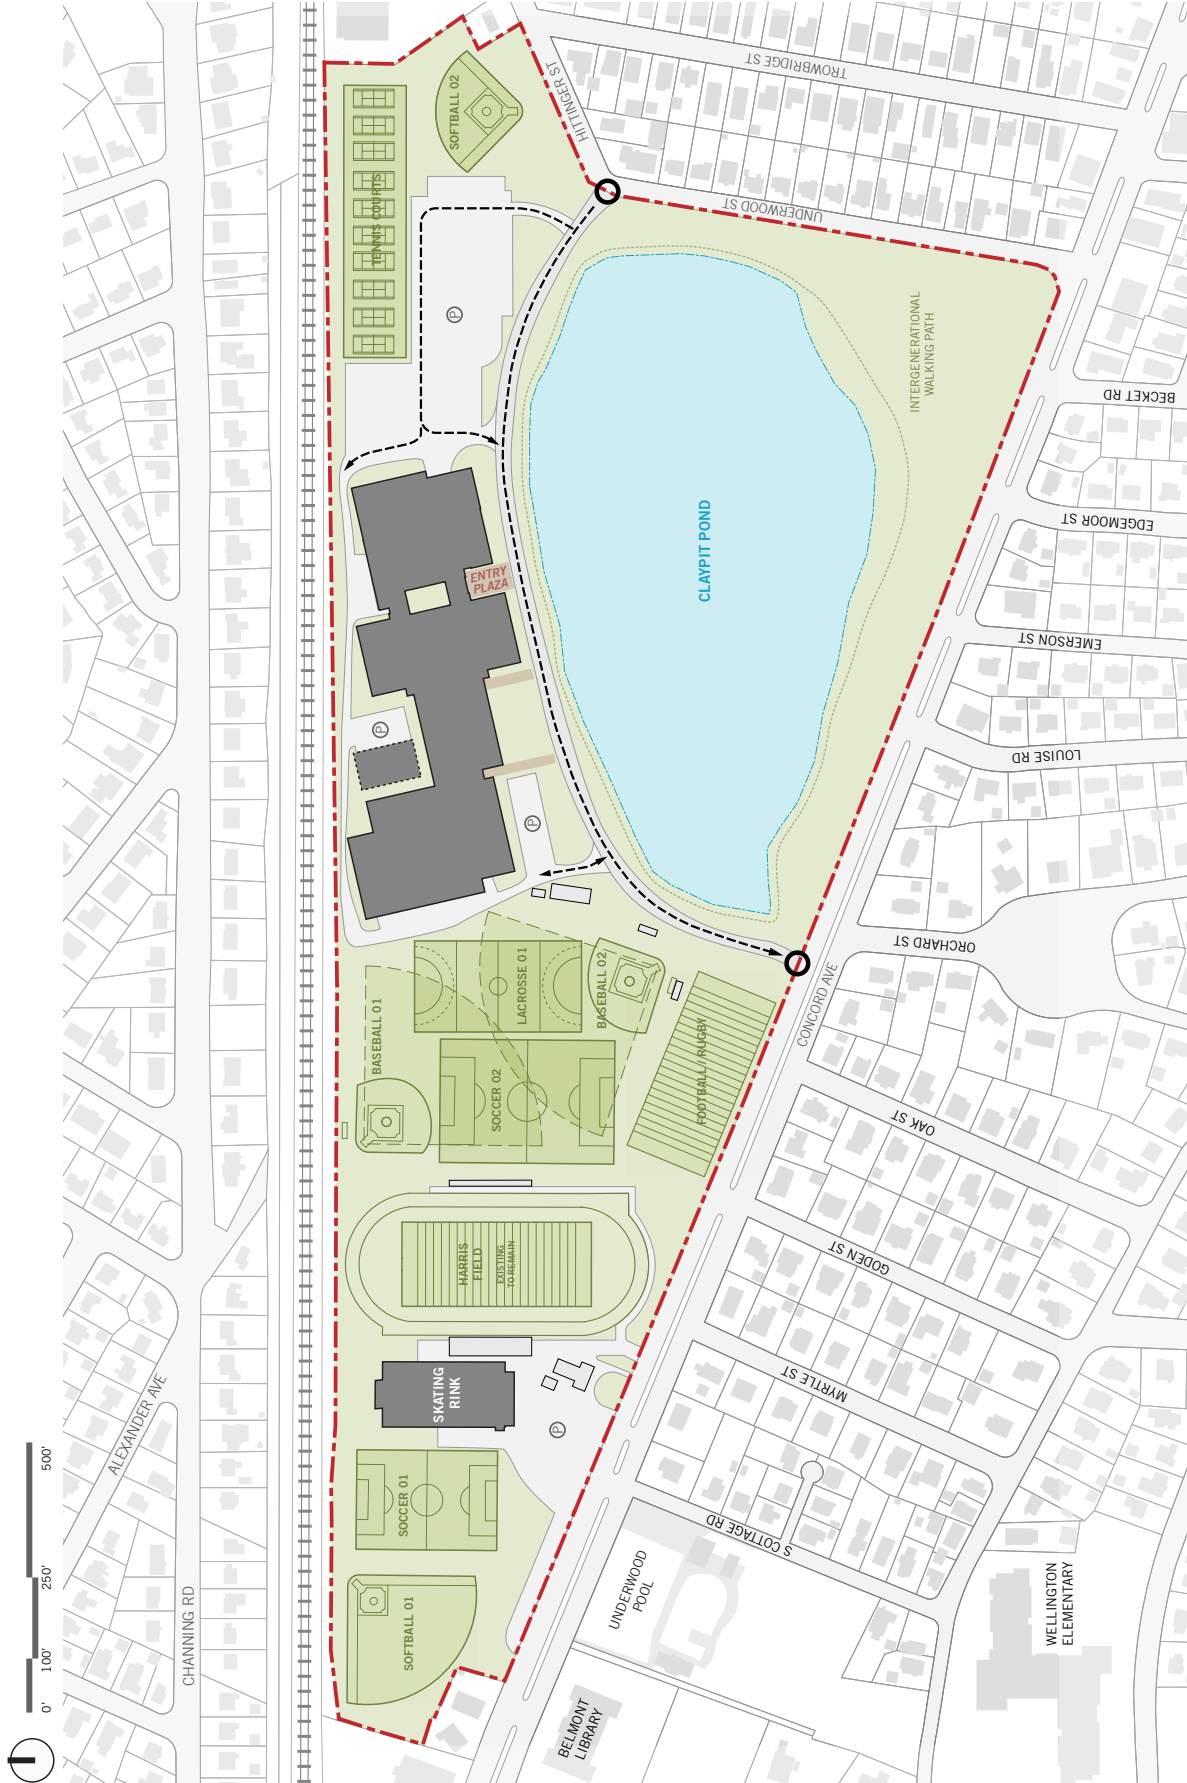 TROWBRIDGE ST
HITTINGER ST
UNDERWOOD ST
SOFTBALL 02
TENNIS COURTS
P
INTERGENERATIONAL
WALKING PATH
BECKET RD
EDGEMOOR ST
EMERSON ST
LOUISE RD
ORCHARD ST
CLAYPIT POND
ENTRY
PLAZA
P
P
CONCORD AVE
LACROSSE 01
BASEBALL 02
BASEBALL 01
SOCCER 02
FOOTBALL / RUGBY
OAK ST
GODEN ST
MYRTLE ST
S COTTAGE RD
HARRIS
FIELD
EXISTING
TO REMAIN
SKATING
RINK
P
SOCCER 01
SOFTBALL 01
ALEXANDER AVE
CHANNING RD
UNDERWOOD
POOL
BELMONT
LIBRARY
WELLINGTON
ELEMENTARY
0' 100' 250' 500'